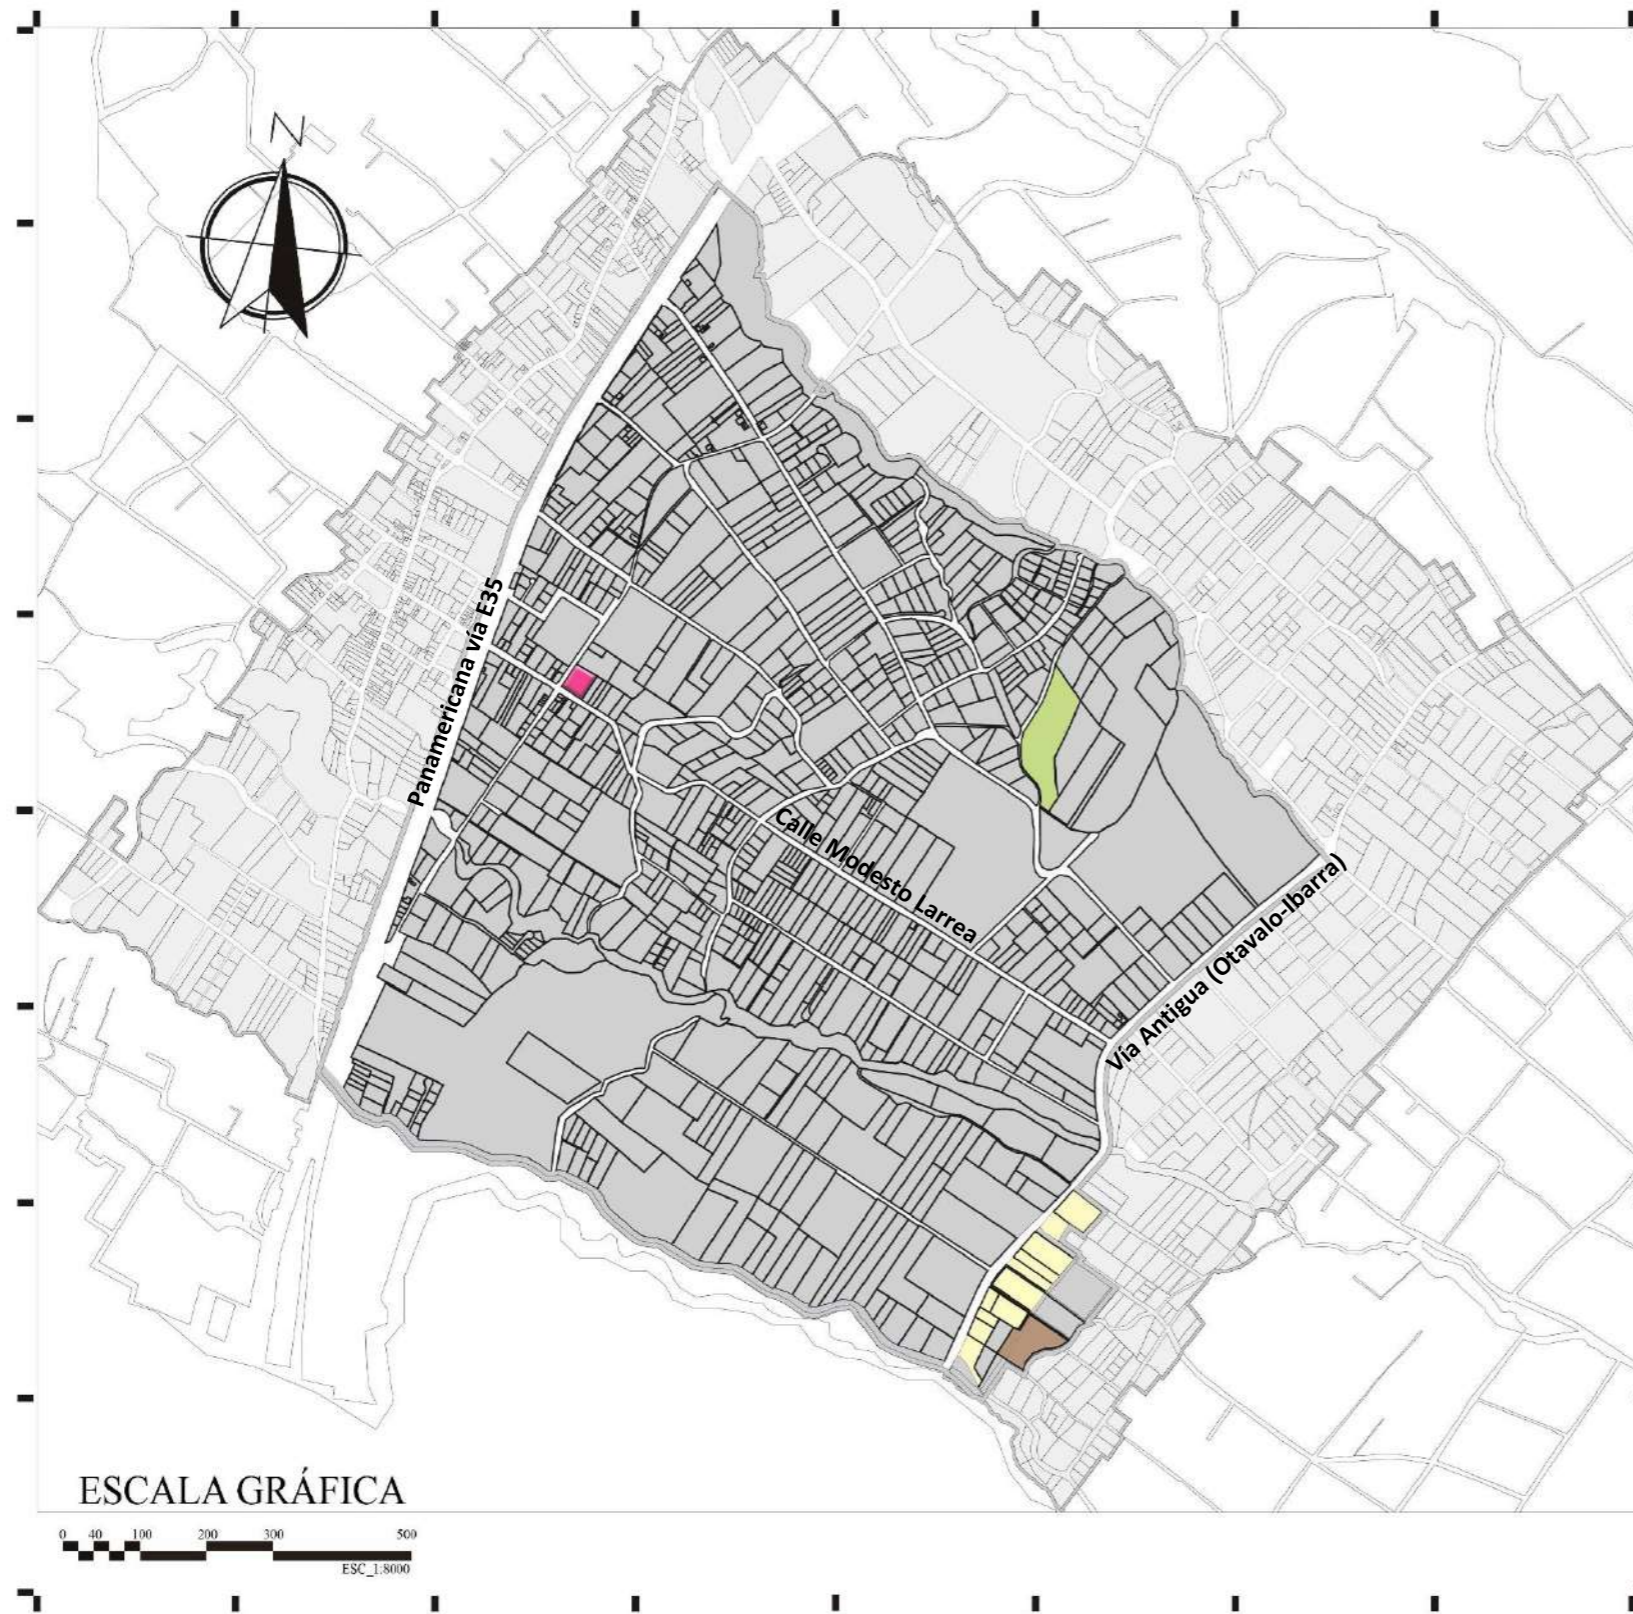 N
Panamericana vía E35
Calle Modesto Larrea
Vía Antigua (Otavalo-Ibarra)
ESCALA GRÁFICA
0 40 100 200 300 500
ESC_1:8000